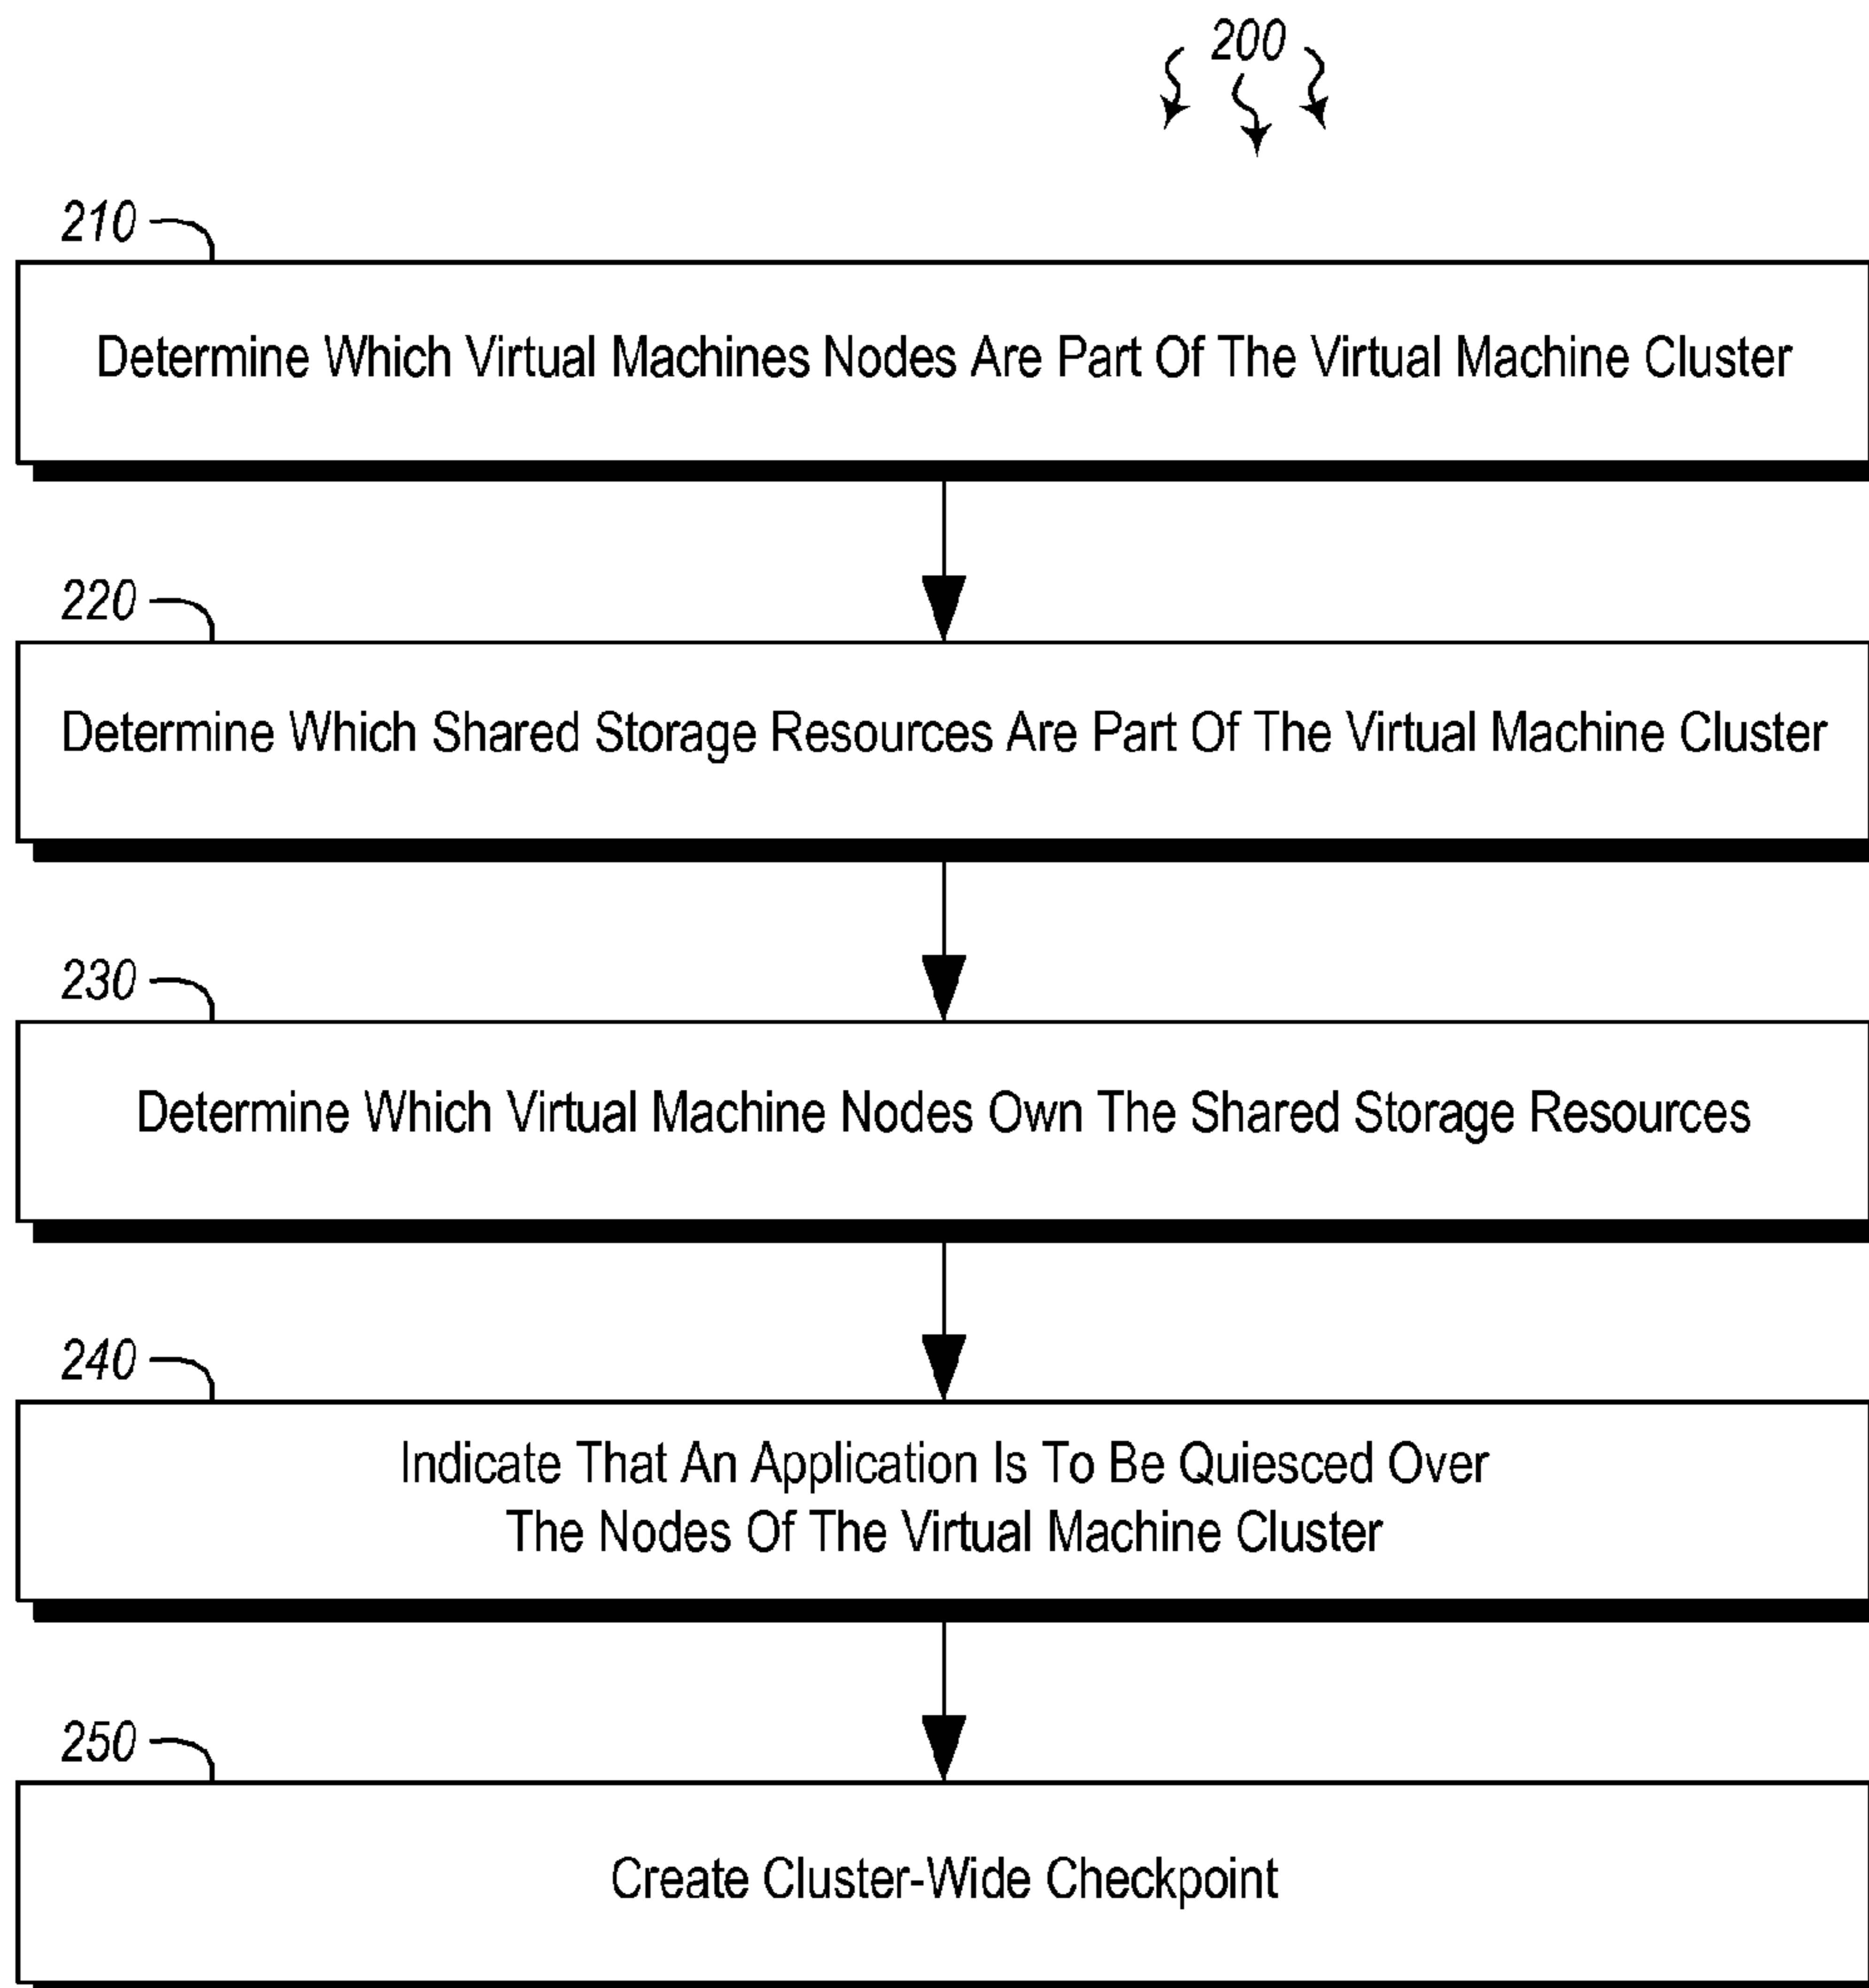 200
210
Determine Which Virtual Machines Nodes Are Part Of The Virtual Machine Cluster
220
Determine Which Shared Storage Resources Are Part Of The Virtual Machine Cluster
230
Determine Which Virtual Machine Nodes Own The Shared Storage Resources
240
Indicate That An Application Is To Be Quiesced Over
The Nodes Of The Virtual Machine Cluster
250
Create Cluster-Wide Checkpoint